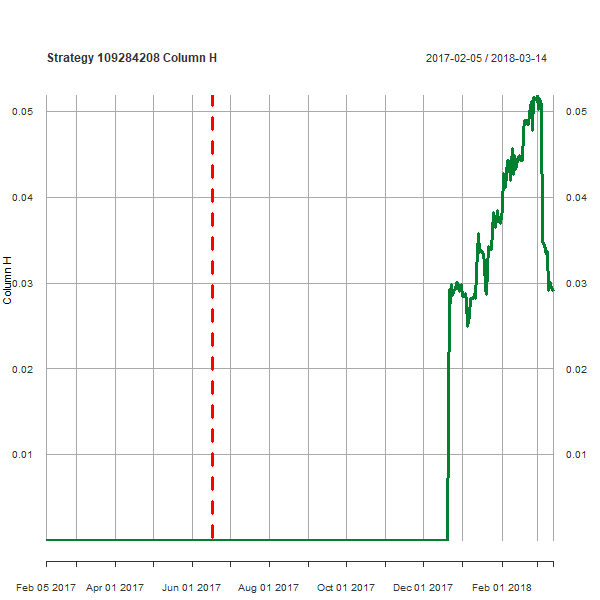 Strategy 109284208 Column H
2017-02-05 / 2018-03-14
0.05 0.05
0.04 0.04
0.03 0.03
Column H
0.02 0.02
0.01 0.01
Feb 05 2017 Apr 01 2017 Jun 01 2017 Aug 01 2017 Oct 01 2017 Dec 01 2017 Feb 01 2018